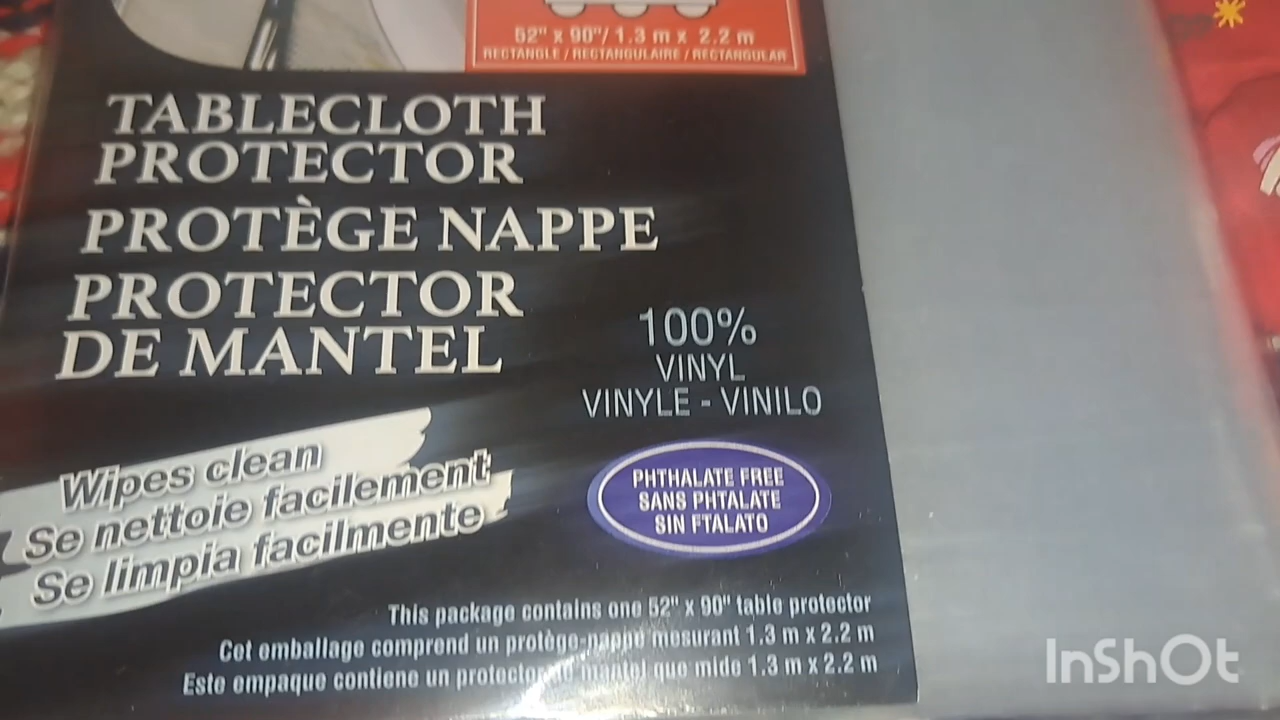 52" x 90"/ 1.3 m x 2.2 m
RECTANGLE / RECTANGULAIRE / RECTANGULAR
TABLECLOTH
PROTECTOR
PROTÈGE NAPPE
PROTECTOR
DE MANTEL
100%
VINYL
VINYLE - VINILO
Wipes clean
Se nettoie facilement
Se limpia facilmente
PHTHALATE FREE
SANS PHTALATE
SIN FTALATO
This package contains one 52" x 90" table protector
Cet emballage comprend un protège-nappe mesurant 1.3 m x 2.2 m
Este empaque contiene un protector de mantel que mide 1.3 m x 2.2 m
InShOt